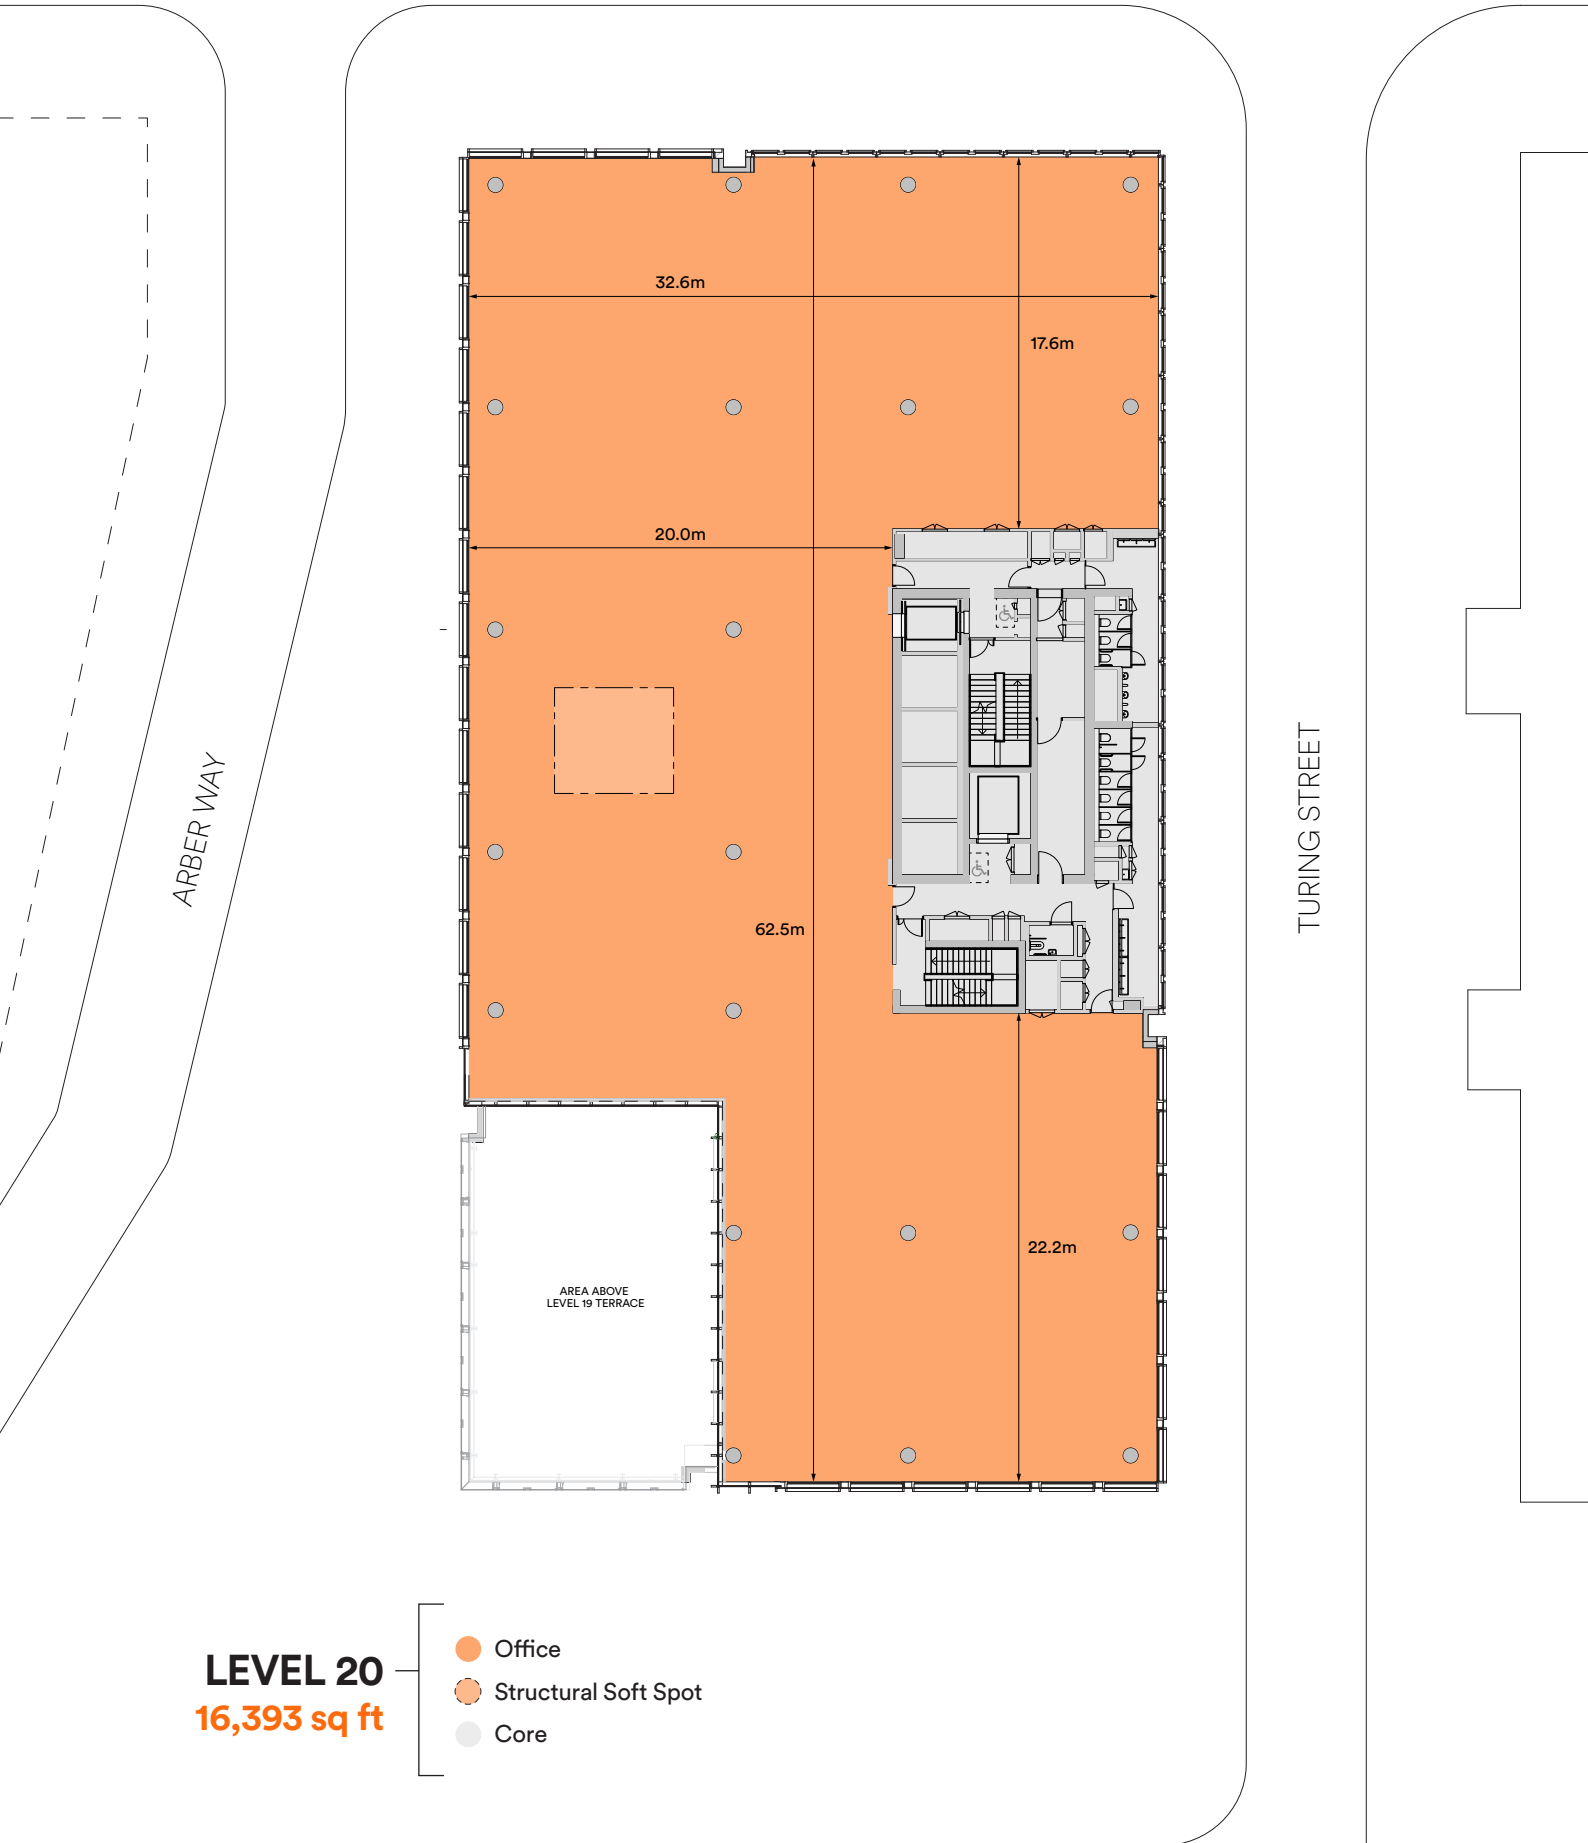 32.6m
17.6m
20.0m
ARBER WAY
TURING STREET
62.5m
22.2m
AREA ABOVE
LEVEL 19 TERRACE
LEVEL 20
16,393 sq ft
Office
Structural Soft Spot
Core